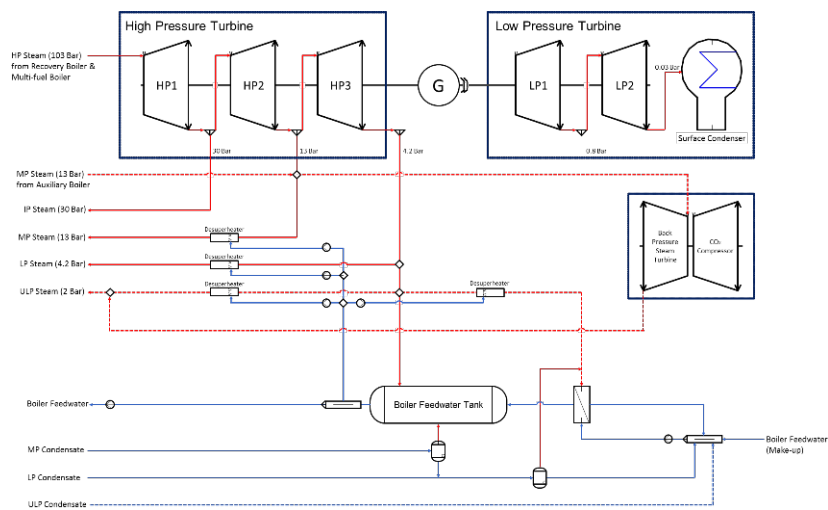 High Pressure Turbine
Low Pressure Turbine
HP Steam (103 Bar)
from Recovery Boiler &
Multi-fuel Boiler
HP1
HP2
HP3
G
LP1
LP2
0.03 Bar
Surface Condenser
30 Bar
13 Bar
4.2 Bar
0.8 Bar
MP Steam (13 Bar)
from Auxiliary Boiler
IP Steam (30 Bar)
Back
Pressure
Steam
Turbine
CO₂
Compressor
MP Steam (13 Bar)
Desuperheater
LP Steam (4.2 Bar)
Desuperheater
ULP Steam (2 Bar)
Desuperheater
Desuperheater
Boiler Feedwater
Boiler Feedwater Tank
Boiler Feedwater
(Make-up)
MP Condensate
LP Condensate
ULP Condensate